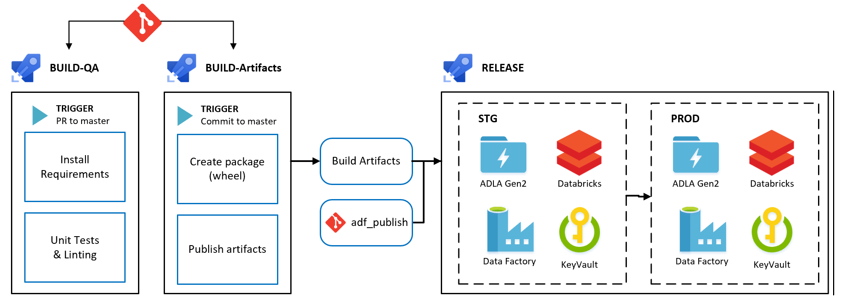 BUILD-QA
TRIGGER
PR to master
Install
Requirements
Unit Tests
& Linting
BUILD-Artifacts
TRIGGER
Commit to master
Create package
(wheel)
Publish artifacts
Build Artifacts
adf_publish
RELEASE
STG
ADLA Gen2
Databricks
Data Factory
KeyVault
PROD
ADLA Gen2
Databricks
Data Factory
KeyVault